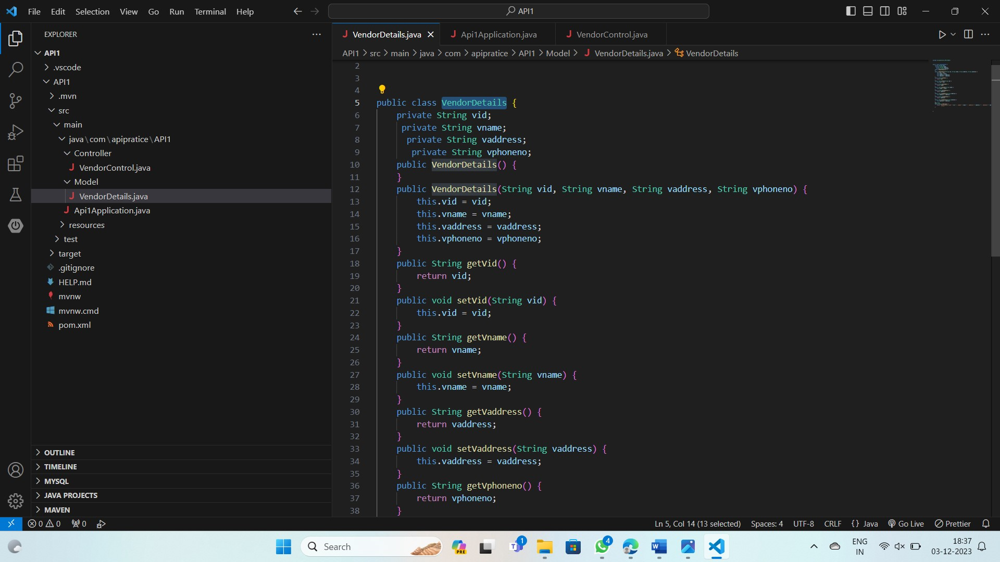 File Edit Selection View Go Run Terminal Help
API1
EXPLORER
API1
.vscode
API1
.mvn
src
main
java\com\apipratice\API1
Controller
VendorControl.java
Model
VendorDetails.java
Api1Application.java
resources
test
target
.gitignore
HELP.md
mvnw
mvnw.cmd
pom.xml
OUTLINE
TIMELINE
MYSQL
JAVA PROJECTS
MAVEN
VendorDetails.java Api1Application.java VendorControl.java
API1 > src > main > java > com > apipratice > API1 > Model > VendorDetails.java > VendorDetails
2
3
4
5 public class VendorDetails {
6 private String vid;
7 private String vname;
8 private String vaddress;
9 private String vphoneno;
10 public VendorDetails() {
11 }
12 public VendorDetails(String vid, String vname, String vaddress, String vphoneno) {
13 this.vid = vid;
14 this.vname = vname;
15 this.vaddress = vaddress;
16 this.vphoneno = vphoneno;
17 }
18 public String getVid() {
19 return vid;
20 }
21 public void setVid(String vid) {
22 this.vid = vid;
23 }
24 public String getVname() {
25 return vname;
26 }
27 public void setVname(String vname) {
28 this.vname = vname;
29 }
30 public String getVaddress() {
31 return vaddress;
32 }
33 public void setVaddress(String vaddress) {
34 this.vaddress = vaddress;
35 }
36 public String getVphoneno() {
37 return vphoneno;
38 }
0 0 0 Ln 5, Col 14 (13 selected) Spaces: 4 UTF-8 CRLF {} Java Go Live Prettier
Search PRE 1 4 ENG 18:37
IN 03-12-2023